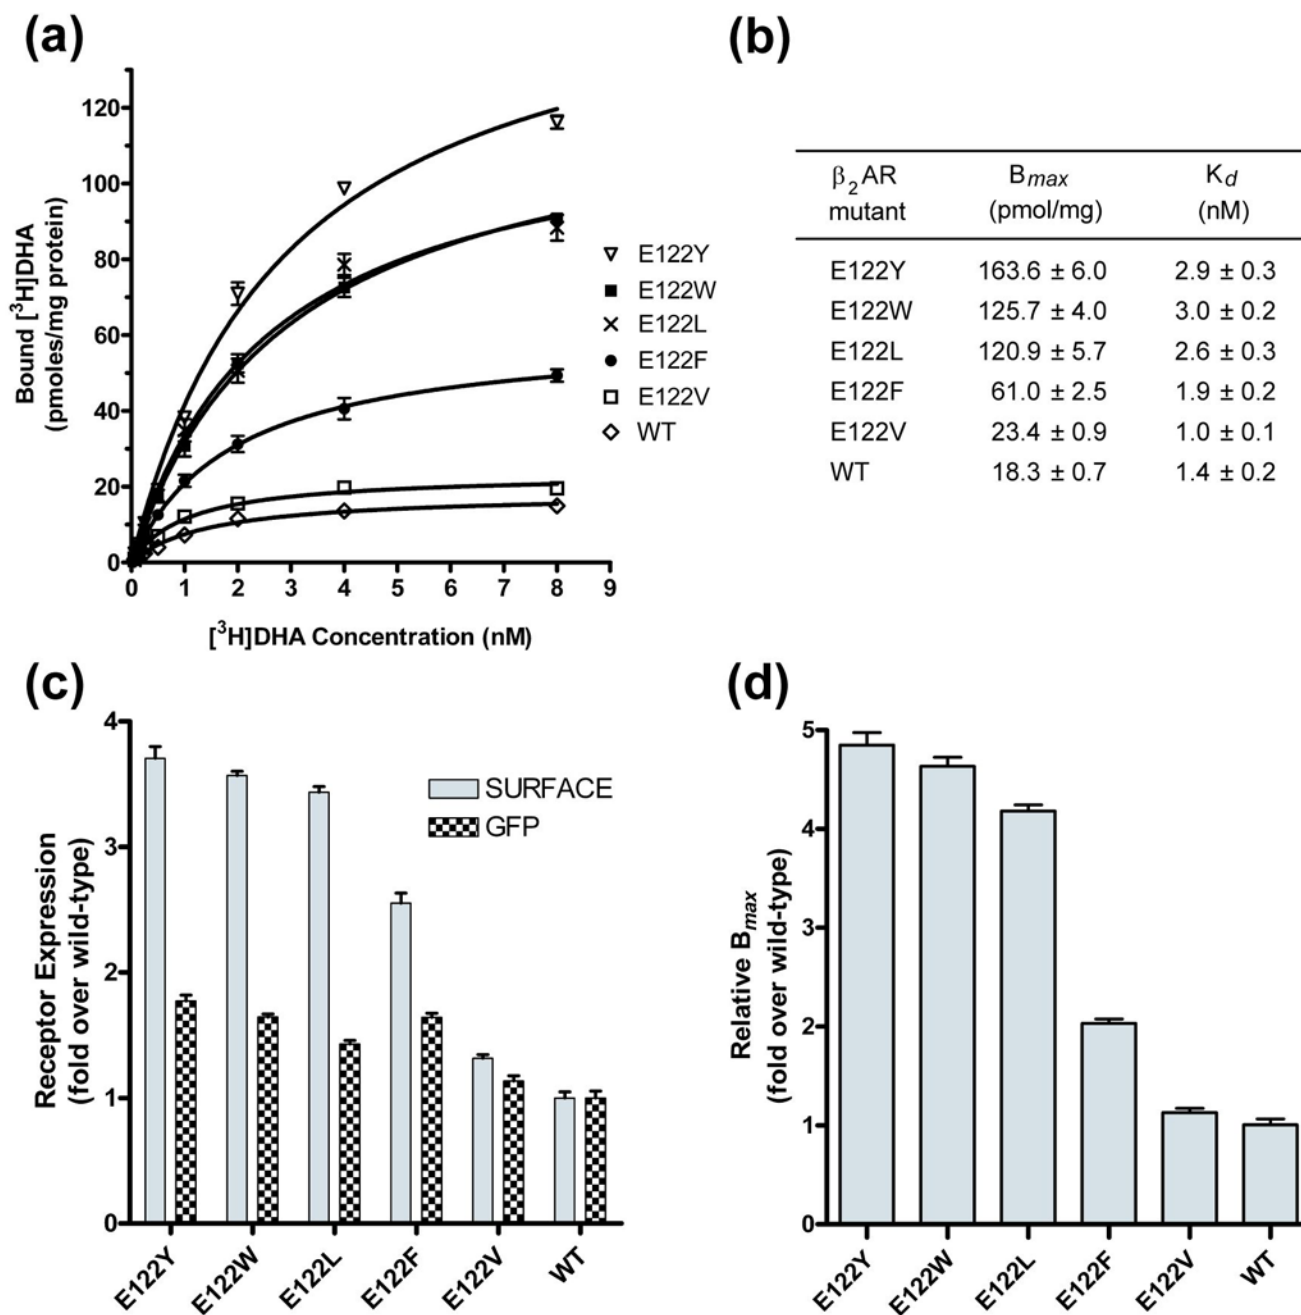 (a)
120
100
80
60
40
20
0
Bound [³H]DHA
(pmoles/mg protein)
0 1 2 3 4 5 6 7 8 9
[³H]DHA Concentration (nM)
E122Y
E122W
E122L
E122F
E122V
WT
(b)
β₂AR mutant B_max (pmol/mg) K_d (nM)
E122Y 163.6 ± 6.0 2.9 ± 0.3
E122W 125.7 ± 4.0 3.0 ± 0.2
E122L 120.9 ± 5.7 2.6 ± 0.3
E122F 61.0 ± 2.5 1.9 ± 0.2
E122V 23.4 ± 0.9 1.0 ± 0.1
WT 18.3 ± 0.7 1.4 ± 0.2
(c)
4
3
2
1
0
Receptor Expression
(fold over wild-type)
SURFACE
GFP
E122Y E122W E122L E122F E122V WT
(d)
5
4
3
2
1
0
Relative B_max
(fold over wild-type)
E122Y E122W E122L E122F E122V WT